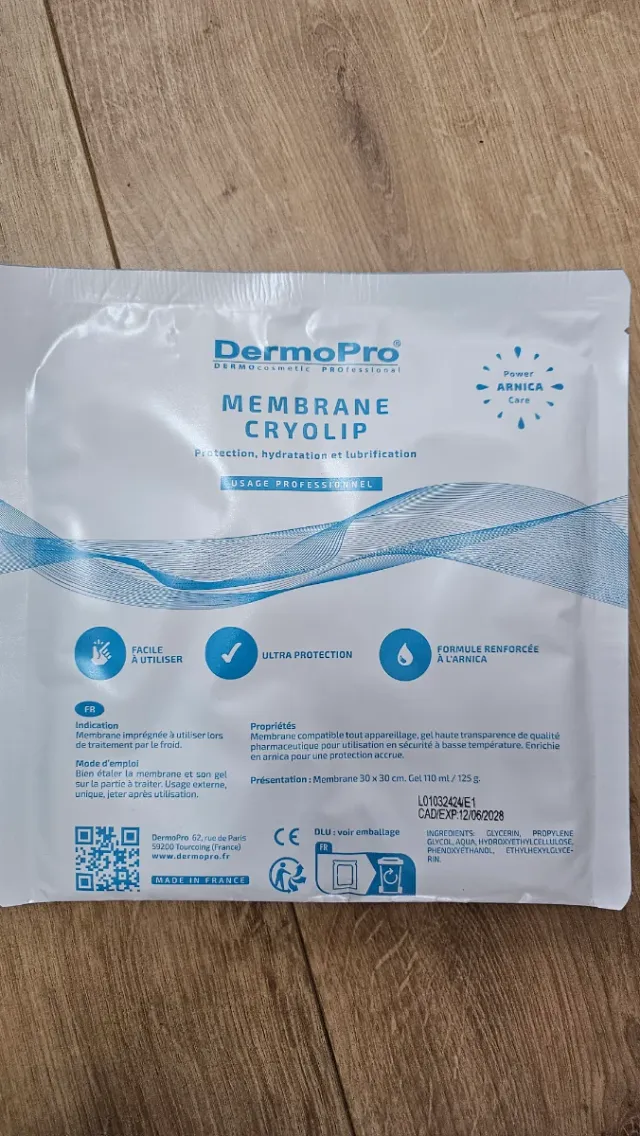 DermoPro®
DERMOcosmetic PROfessional
Power
ARNICA
Care
MEMBRANE
CRYOLIP
Protection, hydratation et lubrification
USAGE PROFESSIONNEL
FACILE
À UTILISER
ULTRA PROTECTION
FORMULE RENFORCÉE
À L'ARNICA
FR
Indication
Membrane imprégnée à utiliser lors
de traitement par le froid.
Mode d'emploi
Bien étaler la membrane et son gel
sur la partie à traiter. Usage externe,
unique, jeter après utilisation.
Propriétés
Membrane compatible tout appareillage, gel haute transparence de qualité
pharmaceutique pour utilisation en sécurité à basse température. Enrichie
en arnica pour une protection accrue.
Présentation : Membrane 30 x 30 cm. Gel 110 ml / 125 g.
L01032424/E1
CAD/EXP:12/06/2028
DermoPro 62, rue de Paris
59200 Tourcoing (France)
www.dermopro.fr
MADE IN FRANCE
CE
DLU : voir emballage
FR
INGREDIENTS: GLYCERIN, PROPYLENE
GLYCOL, AQUA, HYDROXYETHYLCELLULOSE,
PHENOXYETHANOL, ETHYLHEXYLGLYCE-
RIN.